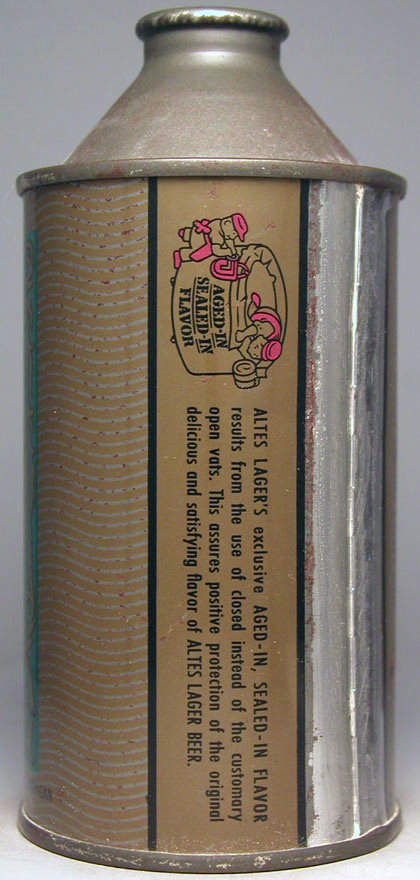 AGED-IN
SEALED-IN
FLAVOR
ALTES LAGER'S exclusive AGED-IN, SEALED-IN FLAVOR
results from the use of closed instead of the customary
open vats. This assures positive protection of the original
delicious and satisfying flavor of ALTES LAGER BEER.